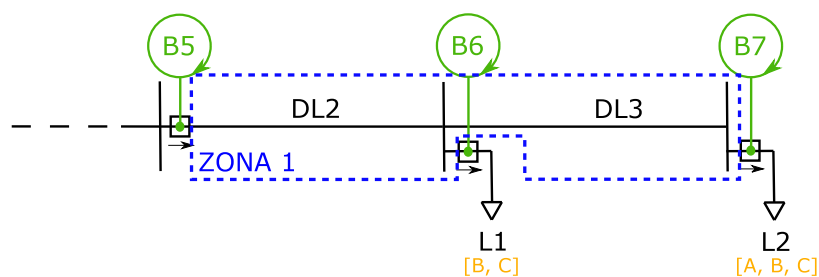 B5
B6
B7
DL2
DL3
ZONA 1
L1
[B, C]
L2
[A, B, C]